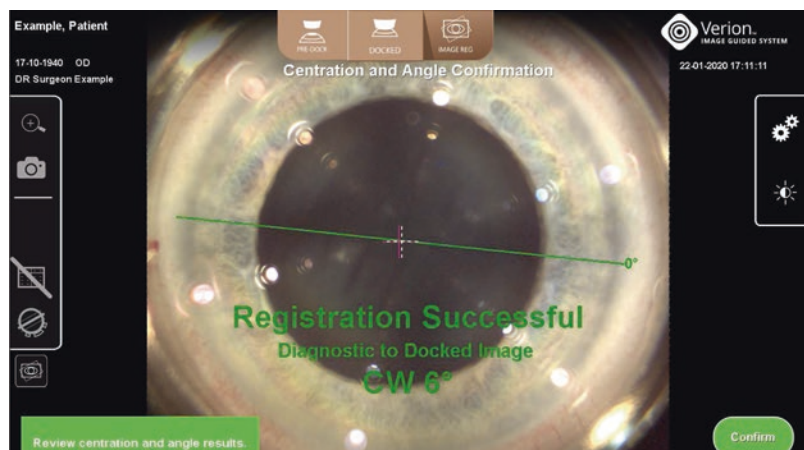 Example, Patient
17-10-1940 OD
DR Surgeon Example
PRE-DOCK
DOCKED
IMAGE REG
Centration and Angle Confirmation
Verion™
IMAGE GUIDED SYSTEM
22-01-2020 17:11:11
0°
Registration Successful
Diagnostic to Docked Image
CW 6°
Review centration and angle results.
Confirm